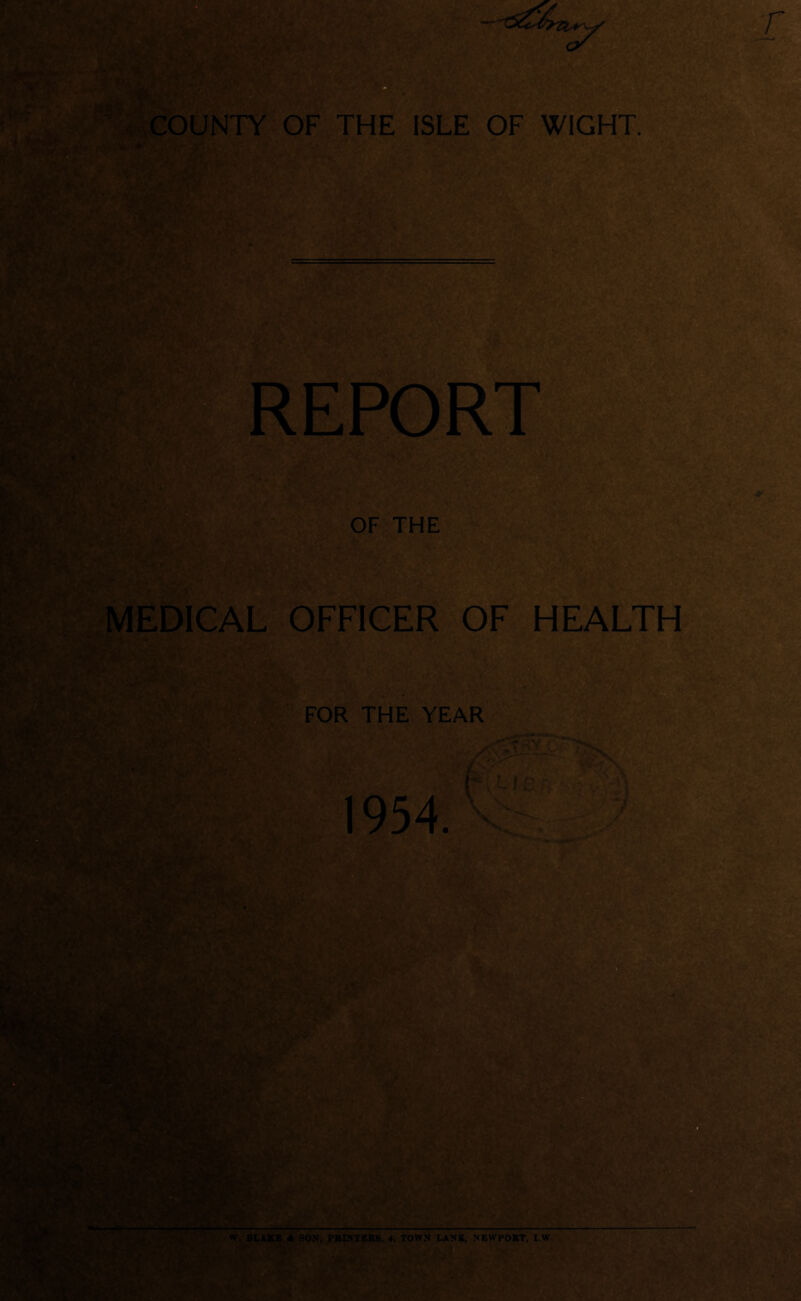 Library
r
COUNTY OF THE ISLE OF WIGHT.
REPORT
OF THE
MEDICAL OFFICER OF HEALTH
FOR THE YEAR
1954.
W. BLAKE & SON, PRINTERS, 4, TOWN LANE, NEWPORT, I.W.